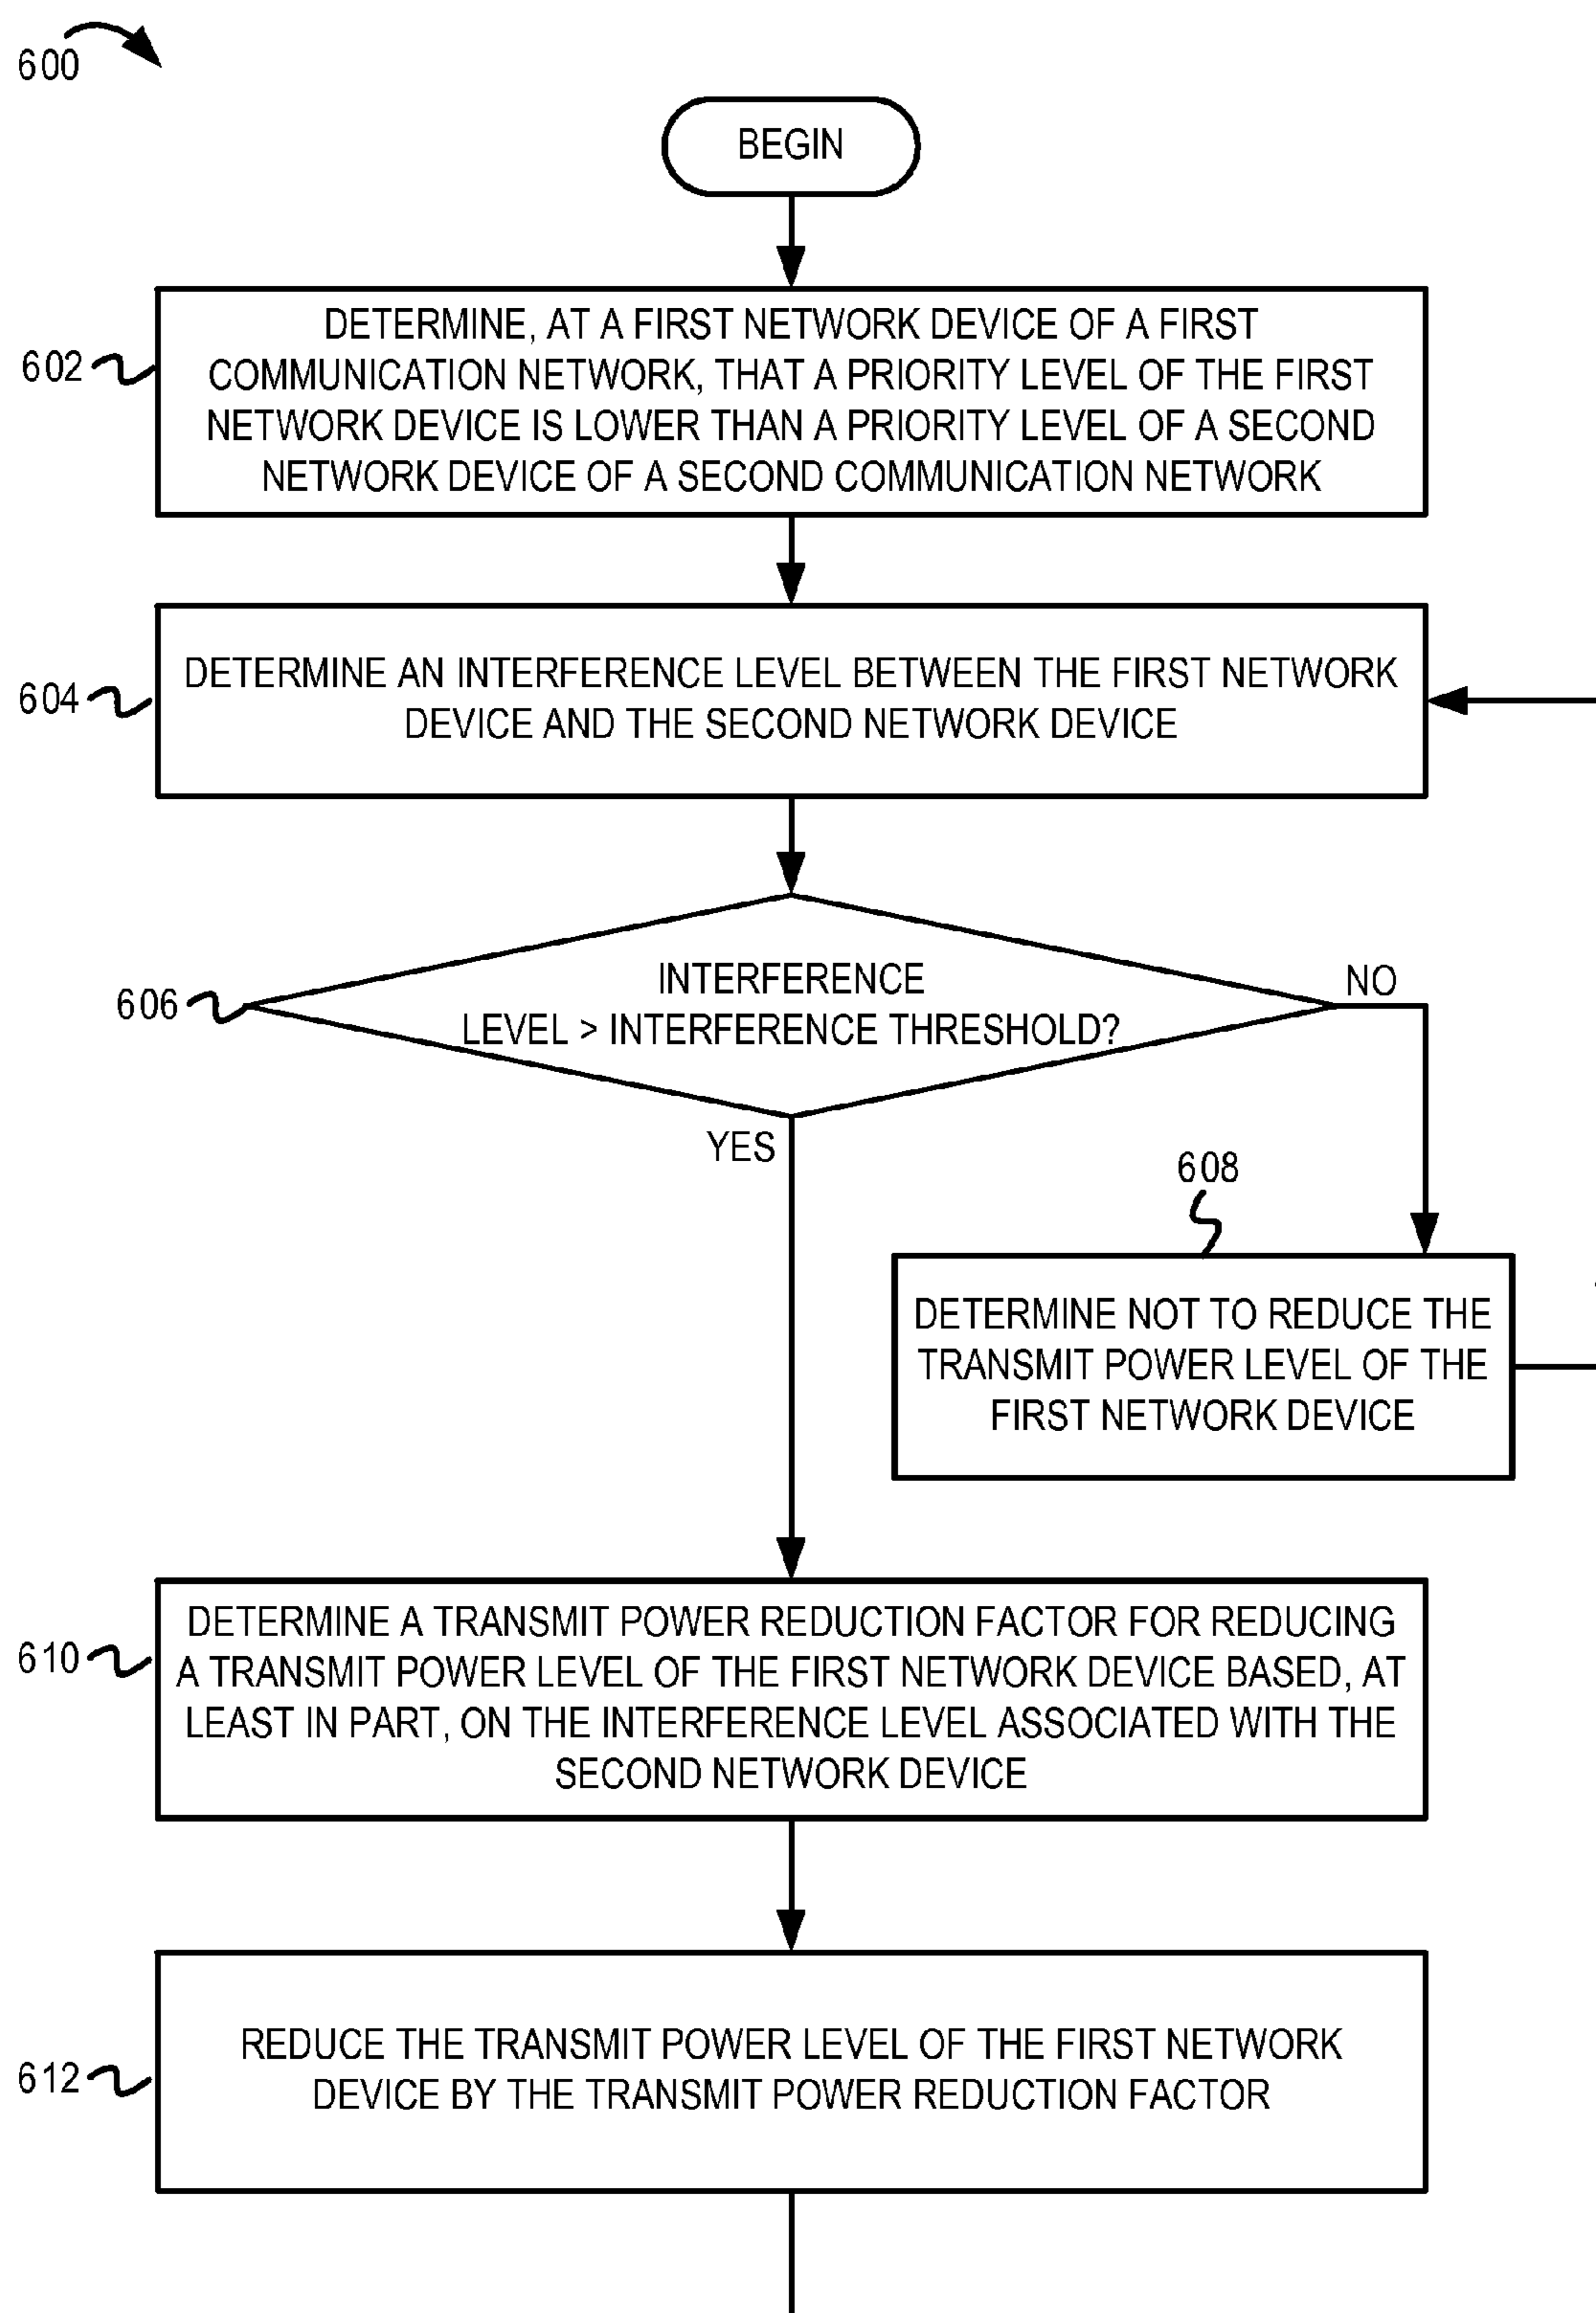 600
BEGIN
602
DETERMINE, AT A FIRST NETWORK DEVICE OF A FIRST
COMMUNICATION NETWORK, THAT A PRIORITY LEVEL OF THE FIRST
NETWORK DEVICE IS LOWER THAN A PRIORITY LEVEL OF A SECOND
NETWORK DEVICE OF A SECOND COMMUNICATION NETWORK
604
DETERMINE AN INTERFERENCE LEVEL BETWEEN THE FIRST NETWORK
DEVICE AND THE SECOND NETWORK DEVICE
606
INTERFERENCE
LEVEL > INTERFERENCE THRESHOLD?
NO
YES
608
DETERMINE NOT TO REDUCE THE
TRANSMIT POWER LEVEL OF THE
FIRST NETWORK DEVICE
610
DETERMINE A TRANSMIT POWER REDUCTION FACTOR FOR REDUCING
A TRANSMIT POWER LEVEL OF THE FIRST NETWORK DEVICE BASED, AT
LEAST IN PART, ON THE INTERFERENCE LEVEL ASSOCIATED WITH THE
SECOND NETWORK DEVICE
612
REDUCE THE TRANSMIT POWER LEVEL OF THE FIRST NETWORK
DEVICE BY THE TRANSMIT POWER REDUCTION FACTOR